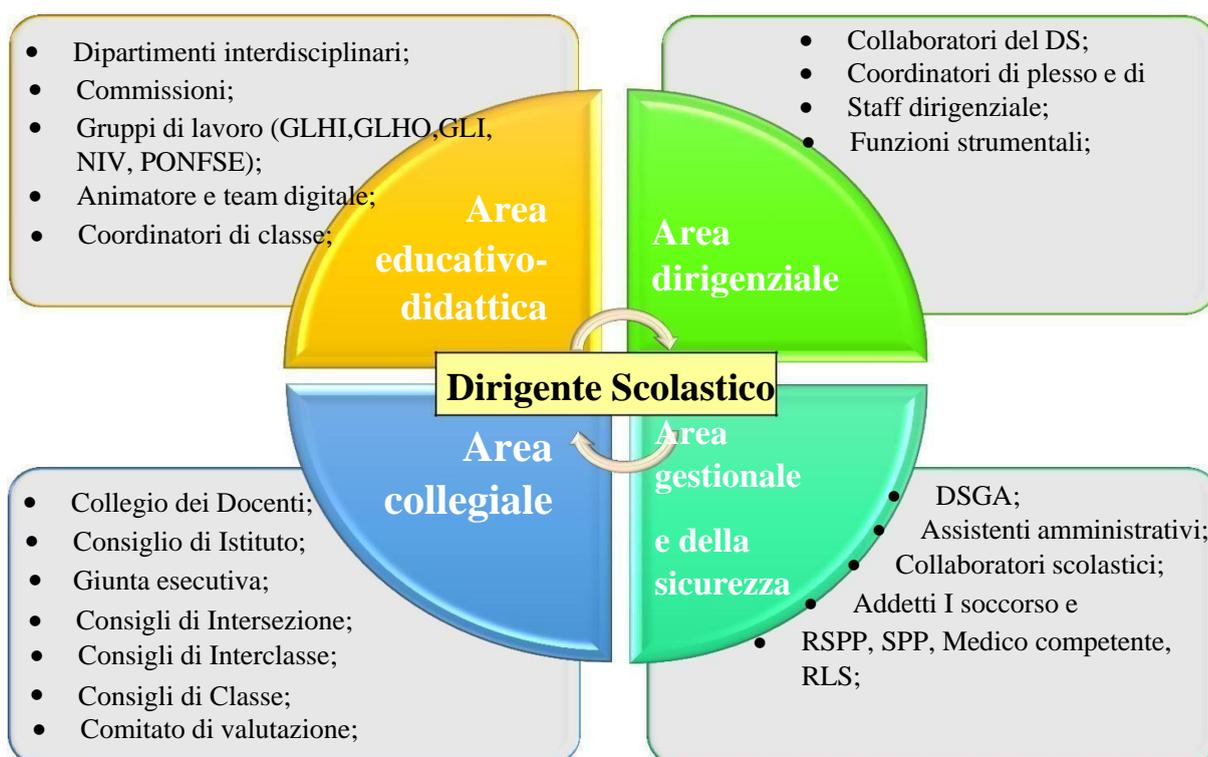 Dipartimenti interdisciplinari;
Commissioni;
Gruppi di lavoro (GLHI,GLHO,GLI,
NIV, PONFSE);
Animatore e team digitale;
Coordinatori di classe;
Collaboratori del DS;
Coordinatori di plesso e di
Staff dirigenziale;
Funzioni strumentali;
Area
educativo-
didattica
Area
dirigenziale
Dirigente Scolastico
Area
collegiale
Area
gestionale
e della
sicurezza
Collegio dei Docenti;
Consiglio di Istituto;
Giunta esecutiva;
Consigli di Intersezione;
Consigli di Interclasse;
Consigli di Classe;
Comitato di valutazione;
DSGA;
Assistenti amministrativi;
Collaboratori scolastici;
Addetti I soccorso e
RSPP, SPP, Medico competente,
RLS;